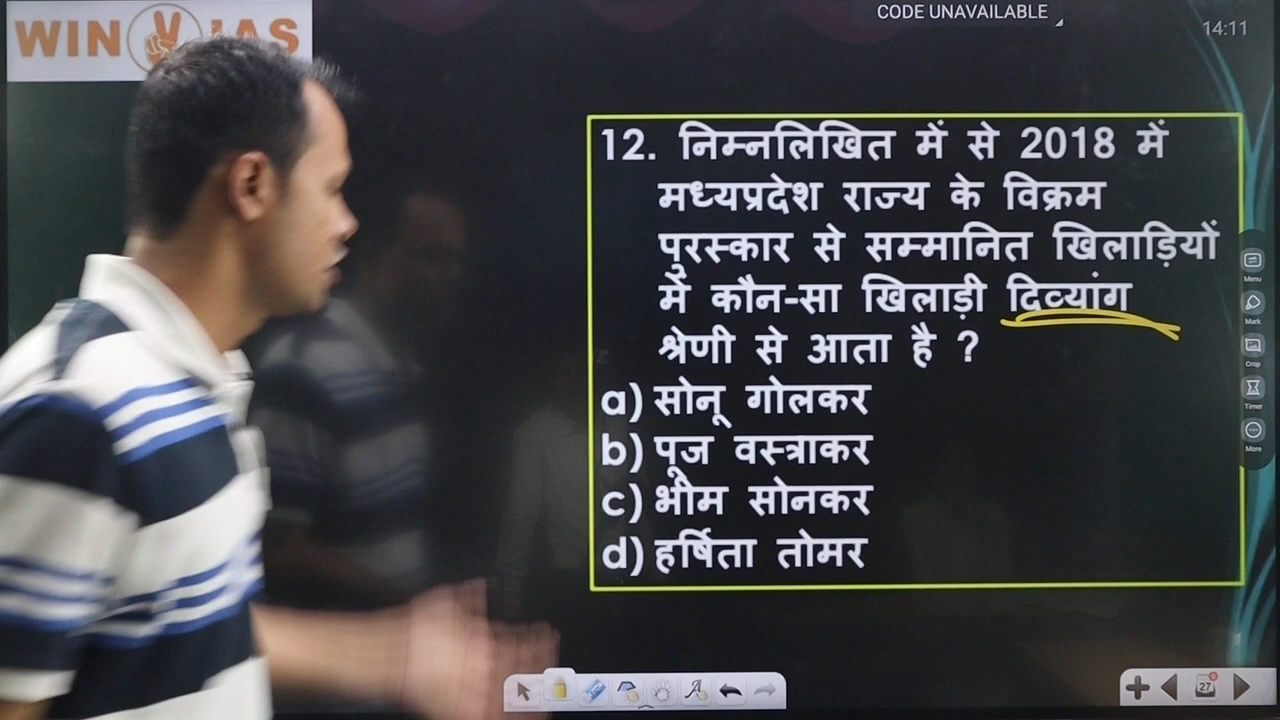 WIN IAS
CODE UNAVAILABLE
14:11
12. निम्नलिखित में से 2018 में
मध्यप्रदेश राज्य के विक्रम
पुरस्कार से सम्मानित खिलाड़ियों
में कौन-सा खिलाड़ी दिव्यांग
श्रेणी से आता है ?
a) सोनू गोलकर
b) पूज वस्त्राकर
c) भीम सोनकर
d) हर्षिता तोमर
Menu
Mark
Crop
Timer
More
27